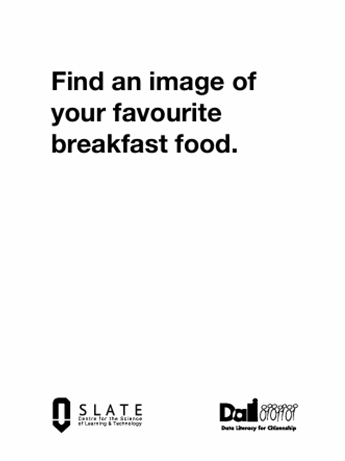 Find an image of
your favourite
breakfast food.
SLATE
Centre for the Science
of Learning & Technology
Dali
Data Literacy for Citizenship